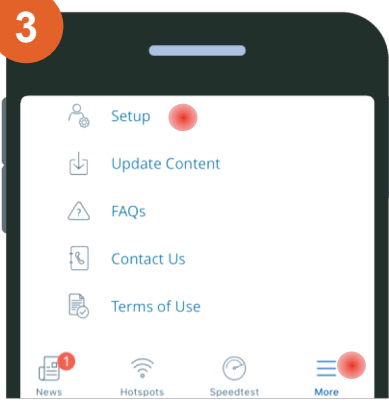 3
Setup
Update Content
FAQs
Contact Us
Terms of Use
1
News Hotspots Speedtest More